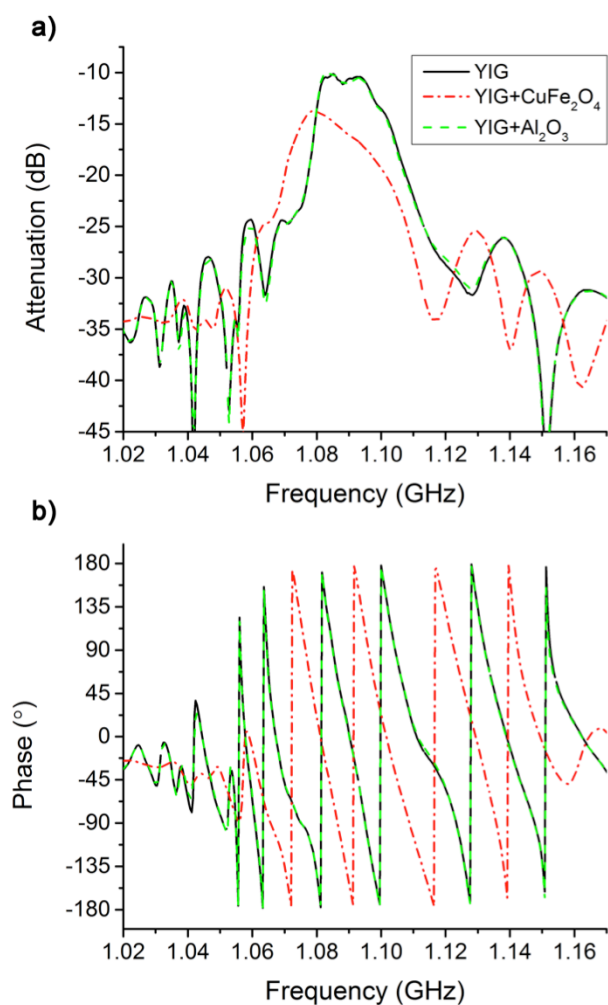 a)
-10
-15
-20
-25
-30
-35
-40
-45
Attenuation (dB)
YIG
YIG+CuFe₂O₄
YIG+Al₂O₃
1.02 1.04 1.06 1.08 1.10 1.12 1.14 1.16
Frequency (GHz)
b)
180
135
90
45
0
-45
-90
-135
-180
Phase (°)
1.02 1.04 1.06 1.08 1.10 1.12 1.14 1.16
Frequency (GHz)